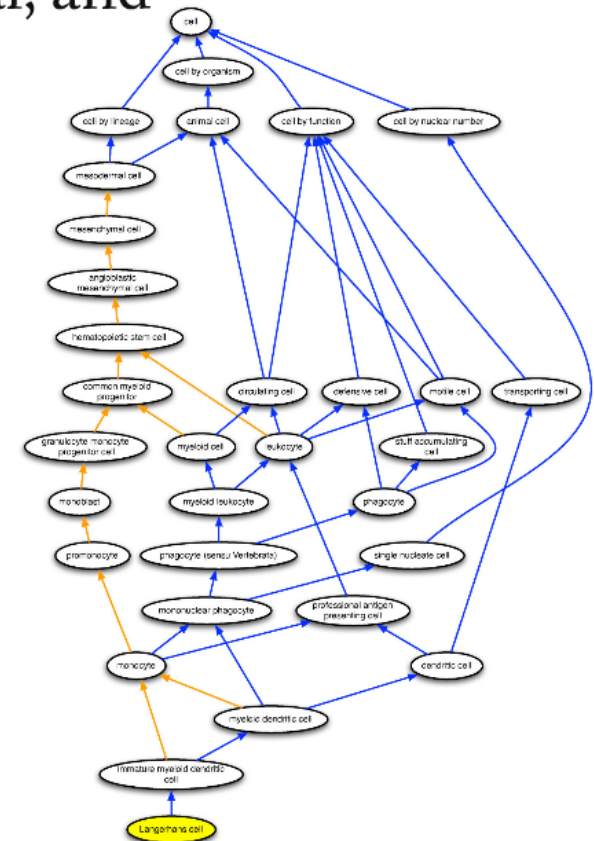 al, and
cell
cell by organism
cell by lineage
animal cell
cell by function
cell by nuclear number
mesodermal cell
mesenchymal cell
angioblastic
mesenchymal cell
hematopoietic stem cell
common myeloid
progenitor
circulating cell
defensive cell
motile cell
transporting cell
granulocyte monocyte
progenitor cell
myeloid cell
leukocyte
stuff accumulating
cell
monoblast
myeloid leukocyte
phagocyte
promonocyte
phagocyte (sensu Vertebrata)
single nucleate cell
mononuclear phagocyte
professional antigen
presenting cell
monocyte
dendritic cell
myeloid dendritic cell
immature myeloid dendritic
cell
Langerhans cell